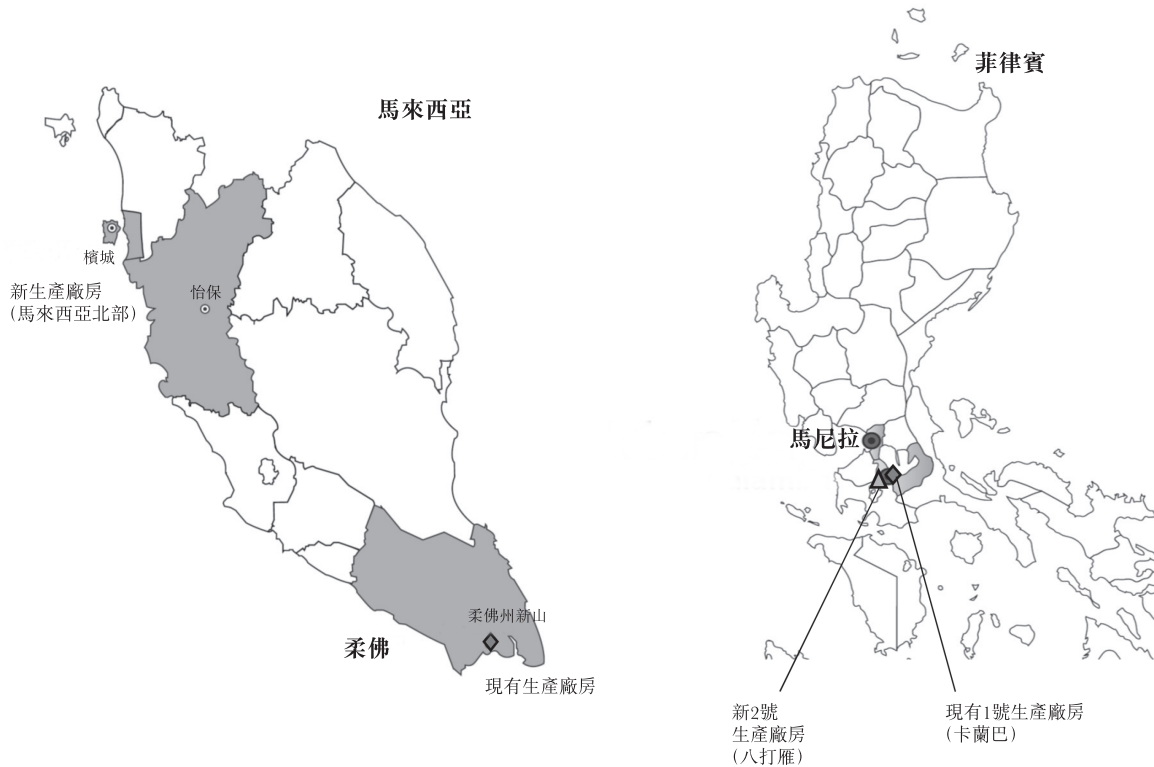 馬來西亞
檳城
新生產廠房
(馬來西亞北部)
怡保
柔佛州新山
柔佛
現有生產廠房
菲律賓
馬尼拉
新2號
生產廠房
(八打雁)
現有1號生產廠房
(卡蘭巴)